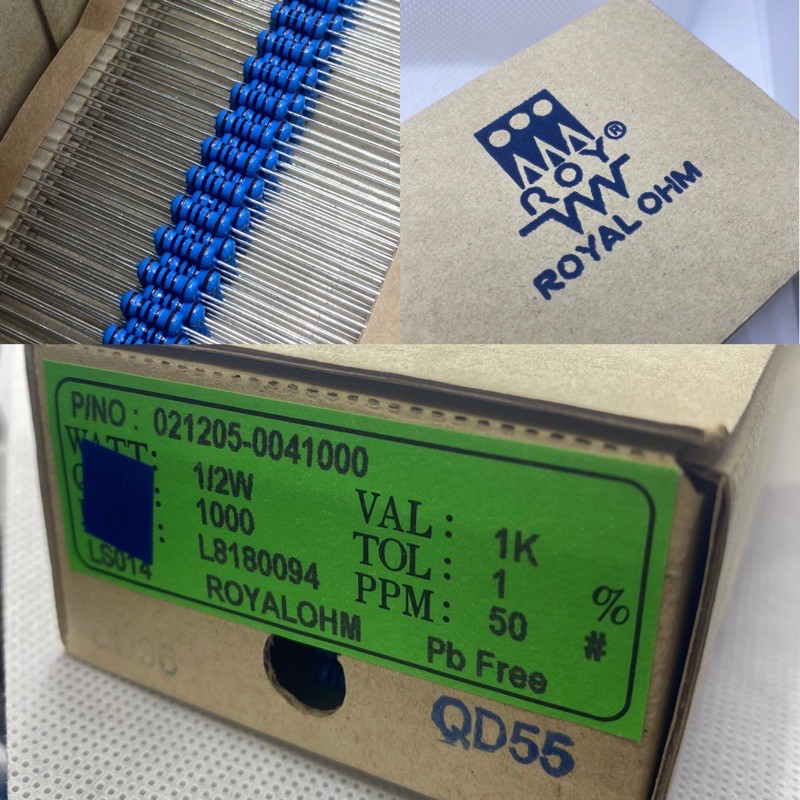 ROY®
ROYALOHM
P/NO : 021205-0041000
WATT: 1/2W
VAL : 1K
1000
TOL : 1 %
L8180094
PPM: 50 #
LS014
ROYALOHM
Pb Free
QD55